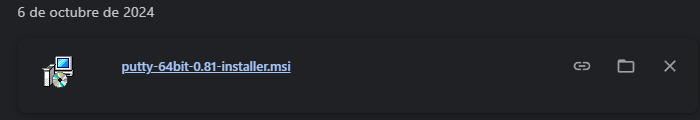 6 de octubre de 2024
putty-64bit-0.81-installer.msi